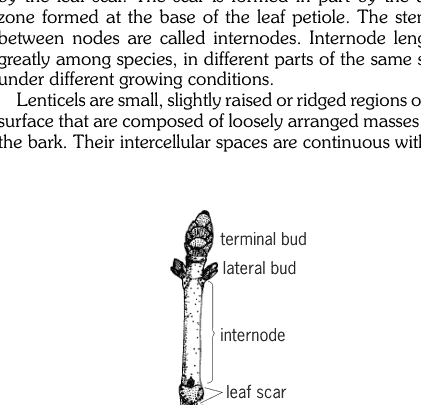 by the leaf scar. The scar is formed in part by the
zone formed at the base of the leaf petiole. The
between nodes are called internodes. Internode
greatly among species, in different parts of the same
under different growing conditions.
Lenticels are small, slightly raised or ridged regions
surface that are composed of loosely arranged masses
the bark. Their intercellular spaces are continuous
terminal bud
lateral bud
internode
leaf scar